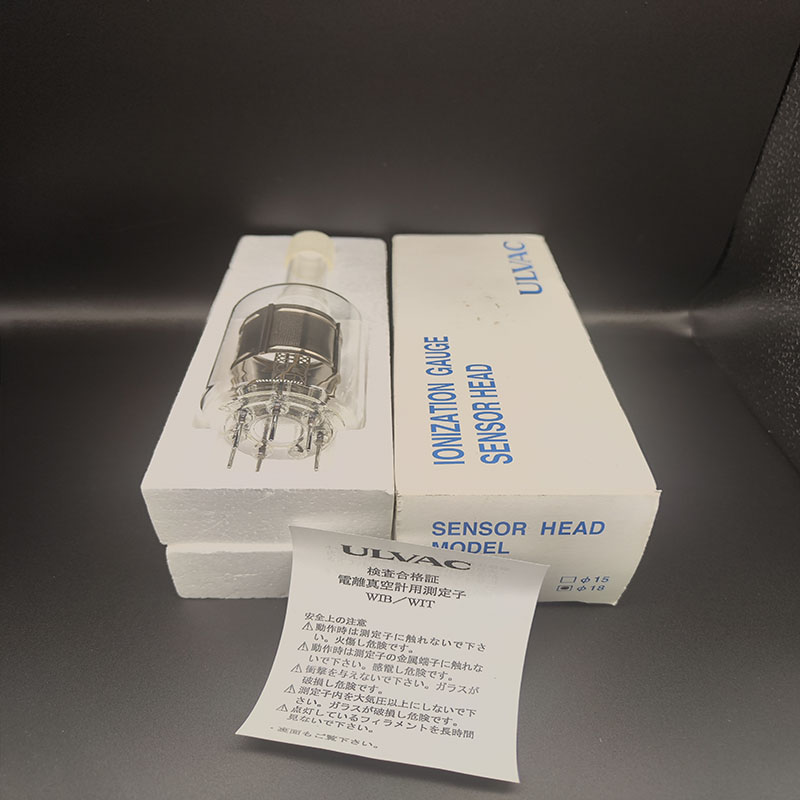 ULVAC
IONIZATION GAUGE
SENSOR HEAD
SENSOR HEAD
MODEL
φ15
φ18
ULVAC
検査合格証
電離真空計用測定子
WIB／WIT
安全上の注意
⚠動作時は測定子に触れないで下さ
い。火傷し危険です。
⚠動作時は測定子の金属端子に触れな
いで下さい。感電し危険です。
⚠衝撃を与えないで下さい。ガラスが
破損し危険です。
⚠測定子内を大気圧以上にしないで下
さい。ガラスが破損し危険です。
⚠点灯しているフィラメントを長時間
見ないで下さい。
・裏面もご覧下さい。